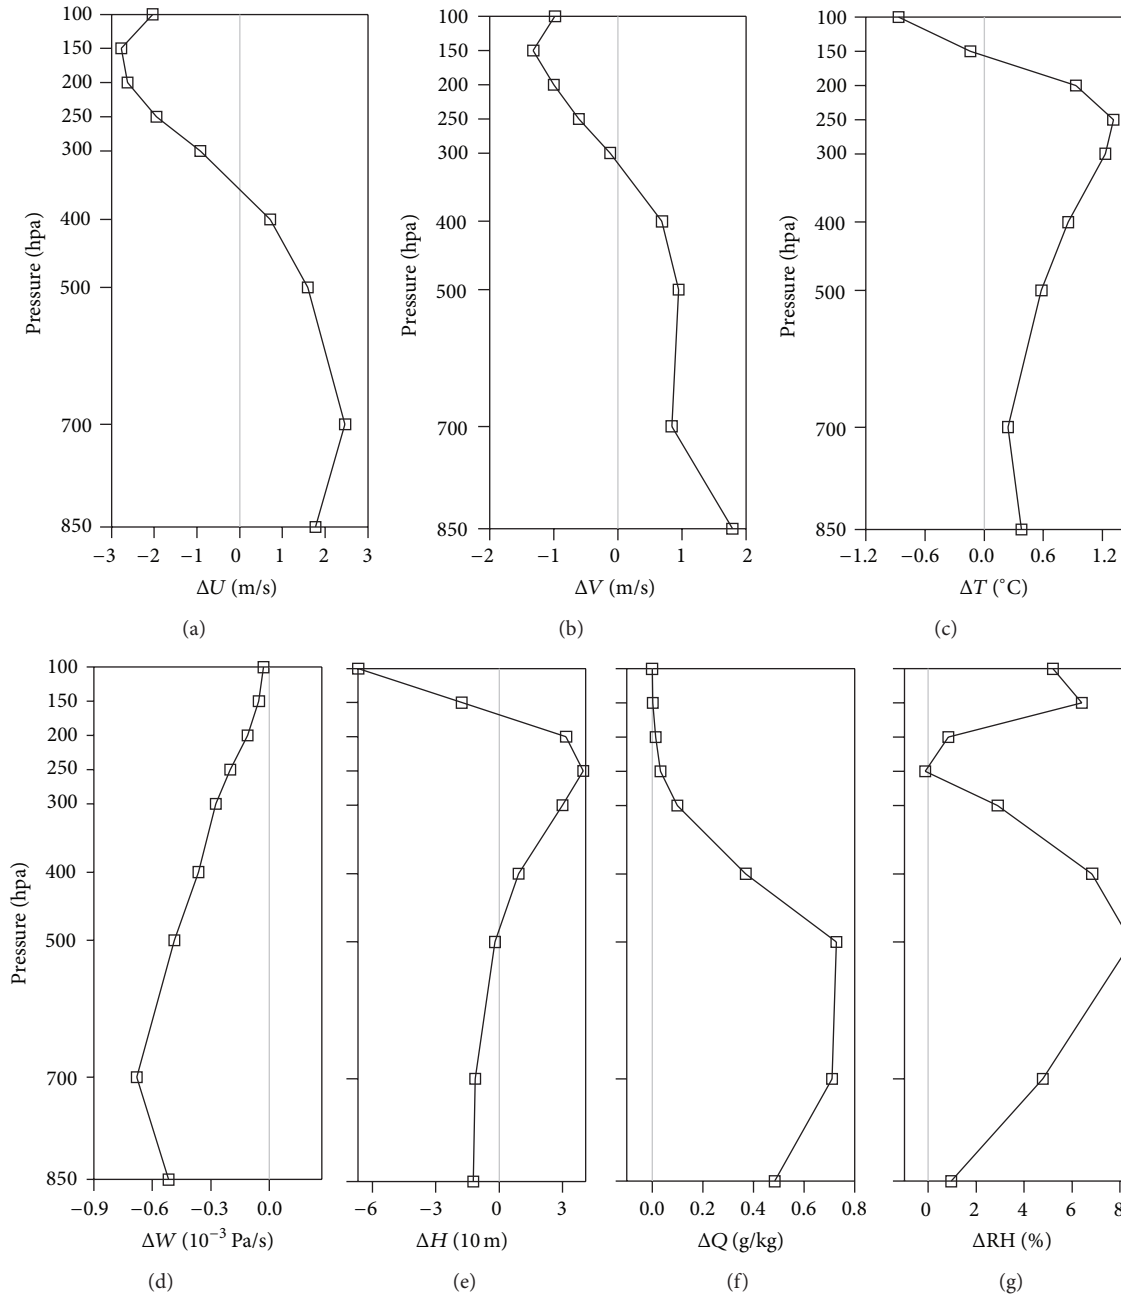 100
150
200
250
300
400
500
700
850
Pressure (hpa)
−3 −2 −1 0 1 2 3
ΔU (m/s)
(a)
100
150
200
250
300
400
500
700
850
Pressure (hpa)
−2 −1 0 1 2
ΔV (m/s)
(b)
100
150
200
250
300
400
500
700
850
Pressure (hpa)
−1.2 −0.6 0.0 0.6 1.2
ΔT (°C)
(c)
100
150
200
250
300
400
500
700
850
Pressure (hpa)
−0.9 −0.6 −0.3 0.0
ΔW (10⁻³ Pa/s)
(d)
−6 −3 0 3
ΔH (10 m)
(e)
0.0 0.2 0.4 0.6 0.8
ΔQ (g/kg)
(f)
0 2 4 6 8
ΔRH (%)
(g)